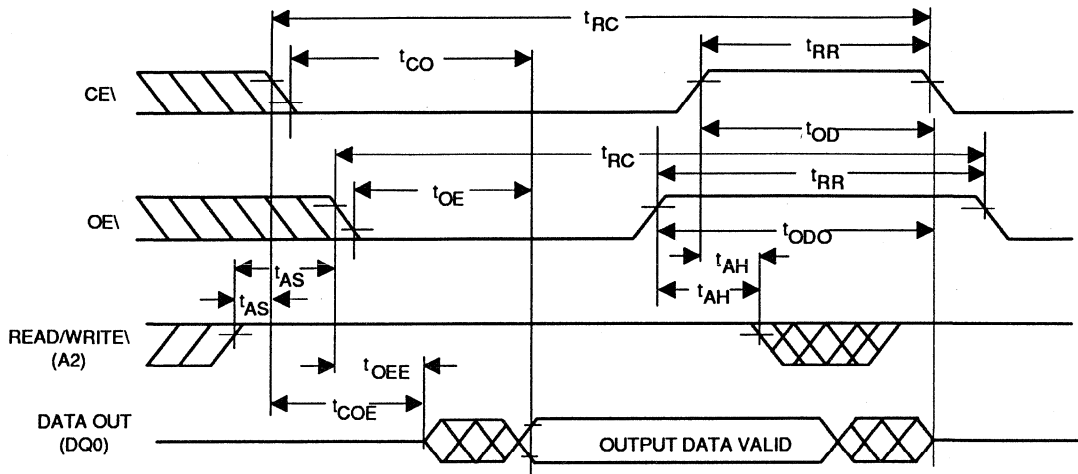 tRC
tRR
tCO
CE\
tOD
tRC
tRR
tOE
OE\
tODO
tAH
tAS
tAH
tAS
READ/WRITE\
(A2)
tOEE
tCOE
DATA OUT
(DQ0)
OUTPUT DATA VALID